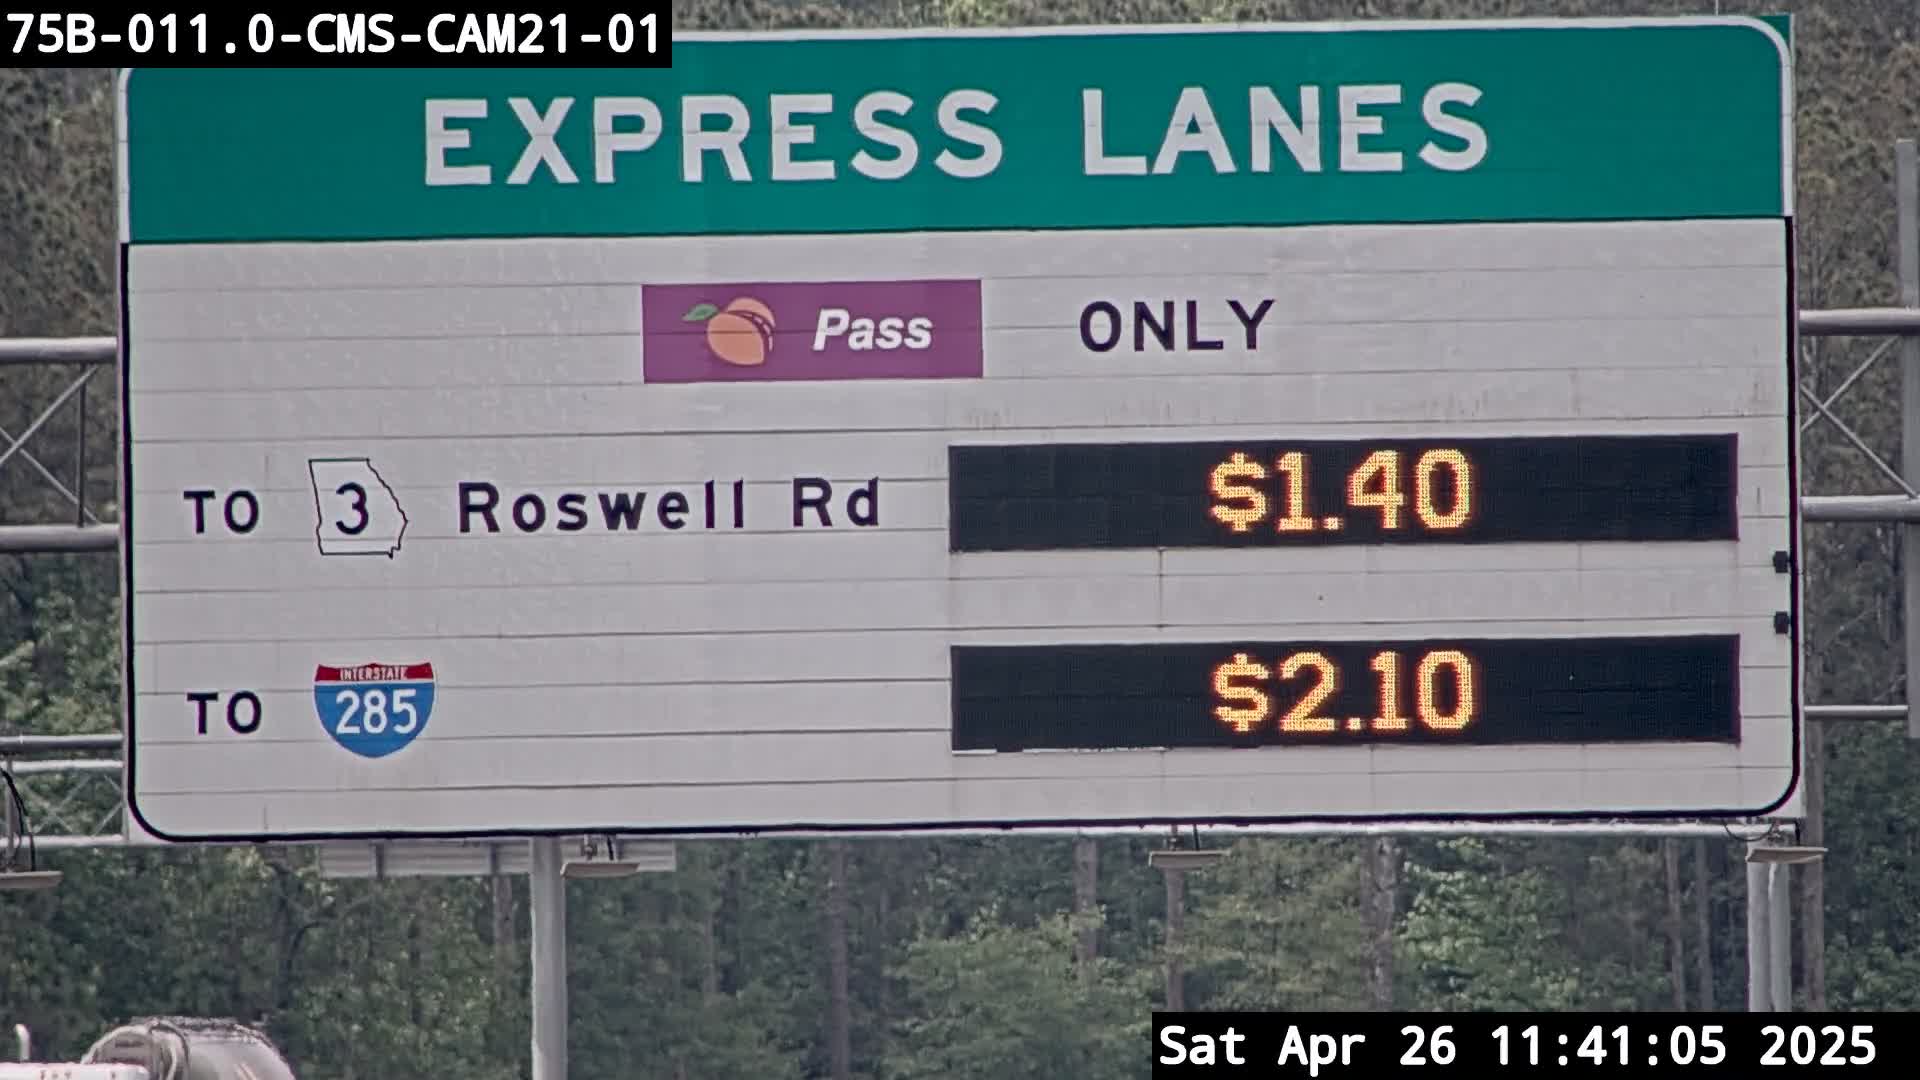 75B-011.0-CMS-CAM21-01
EXPRESS LANES
Pass ONLY
TO 3 Roswell Rd $1.40
TO INTERSTATE 285 $2.10
Sat Apr 26 11:41:05 2025